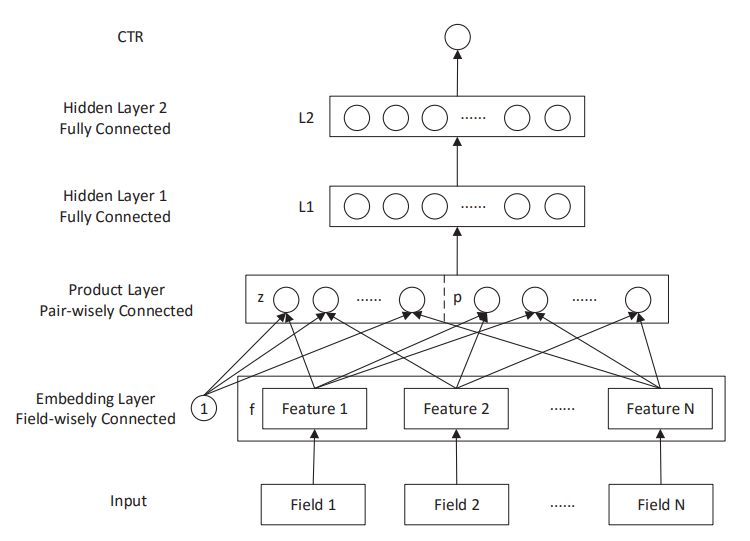 CTR
Hidden Layer 2
Fully Connected
L2
......
Hidden Layer 1
Fully Connected
L1
......
Product Layer
Pair-wisely Connected
z
......
p
......
Embedding Layer
Field-wisely Connected
1
f
Feature 1
Feature 2
......
Feature N
Input
Field 1
Field 2
......
Field N